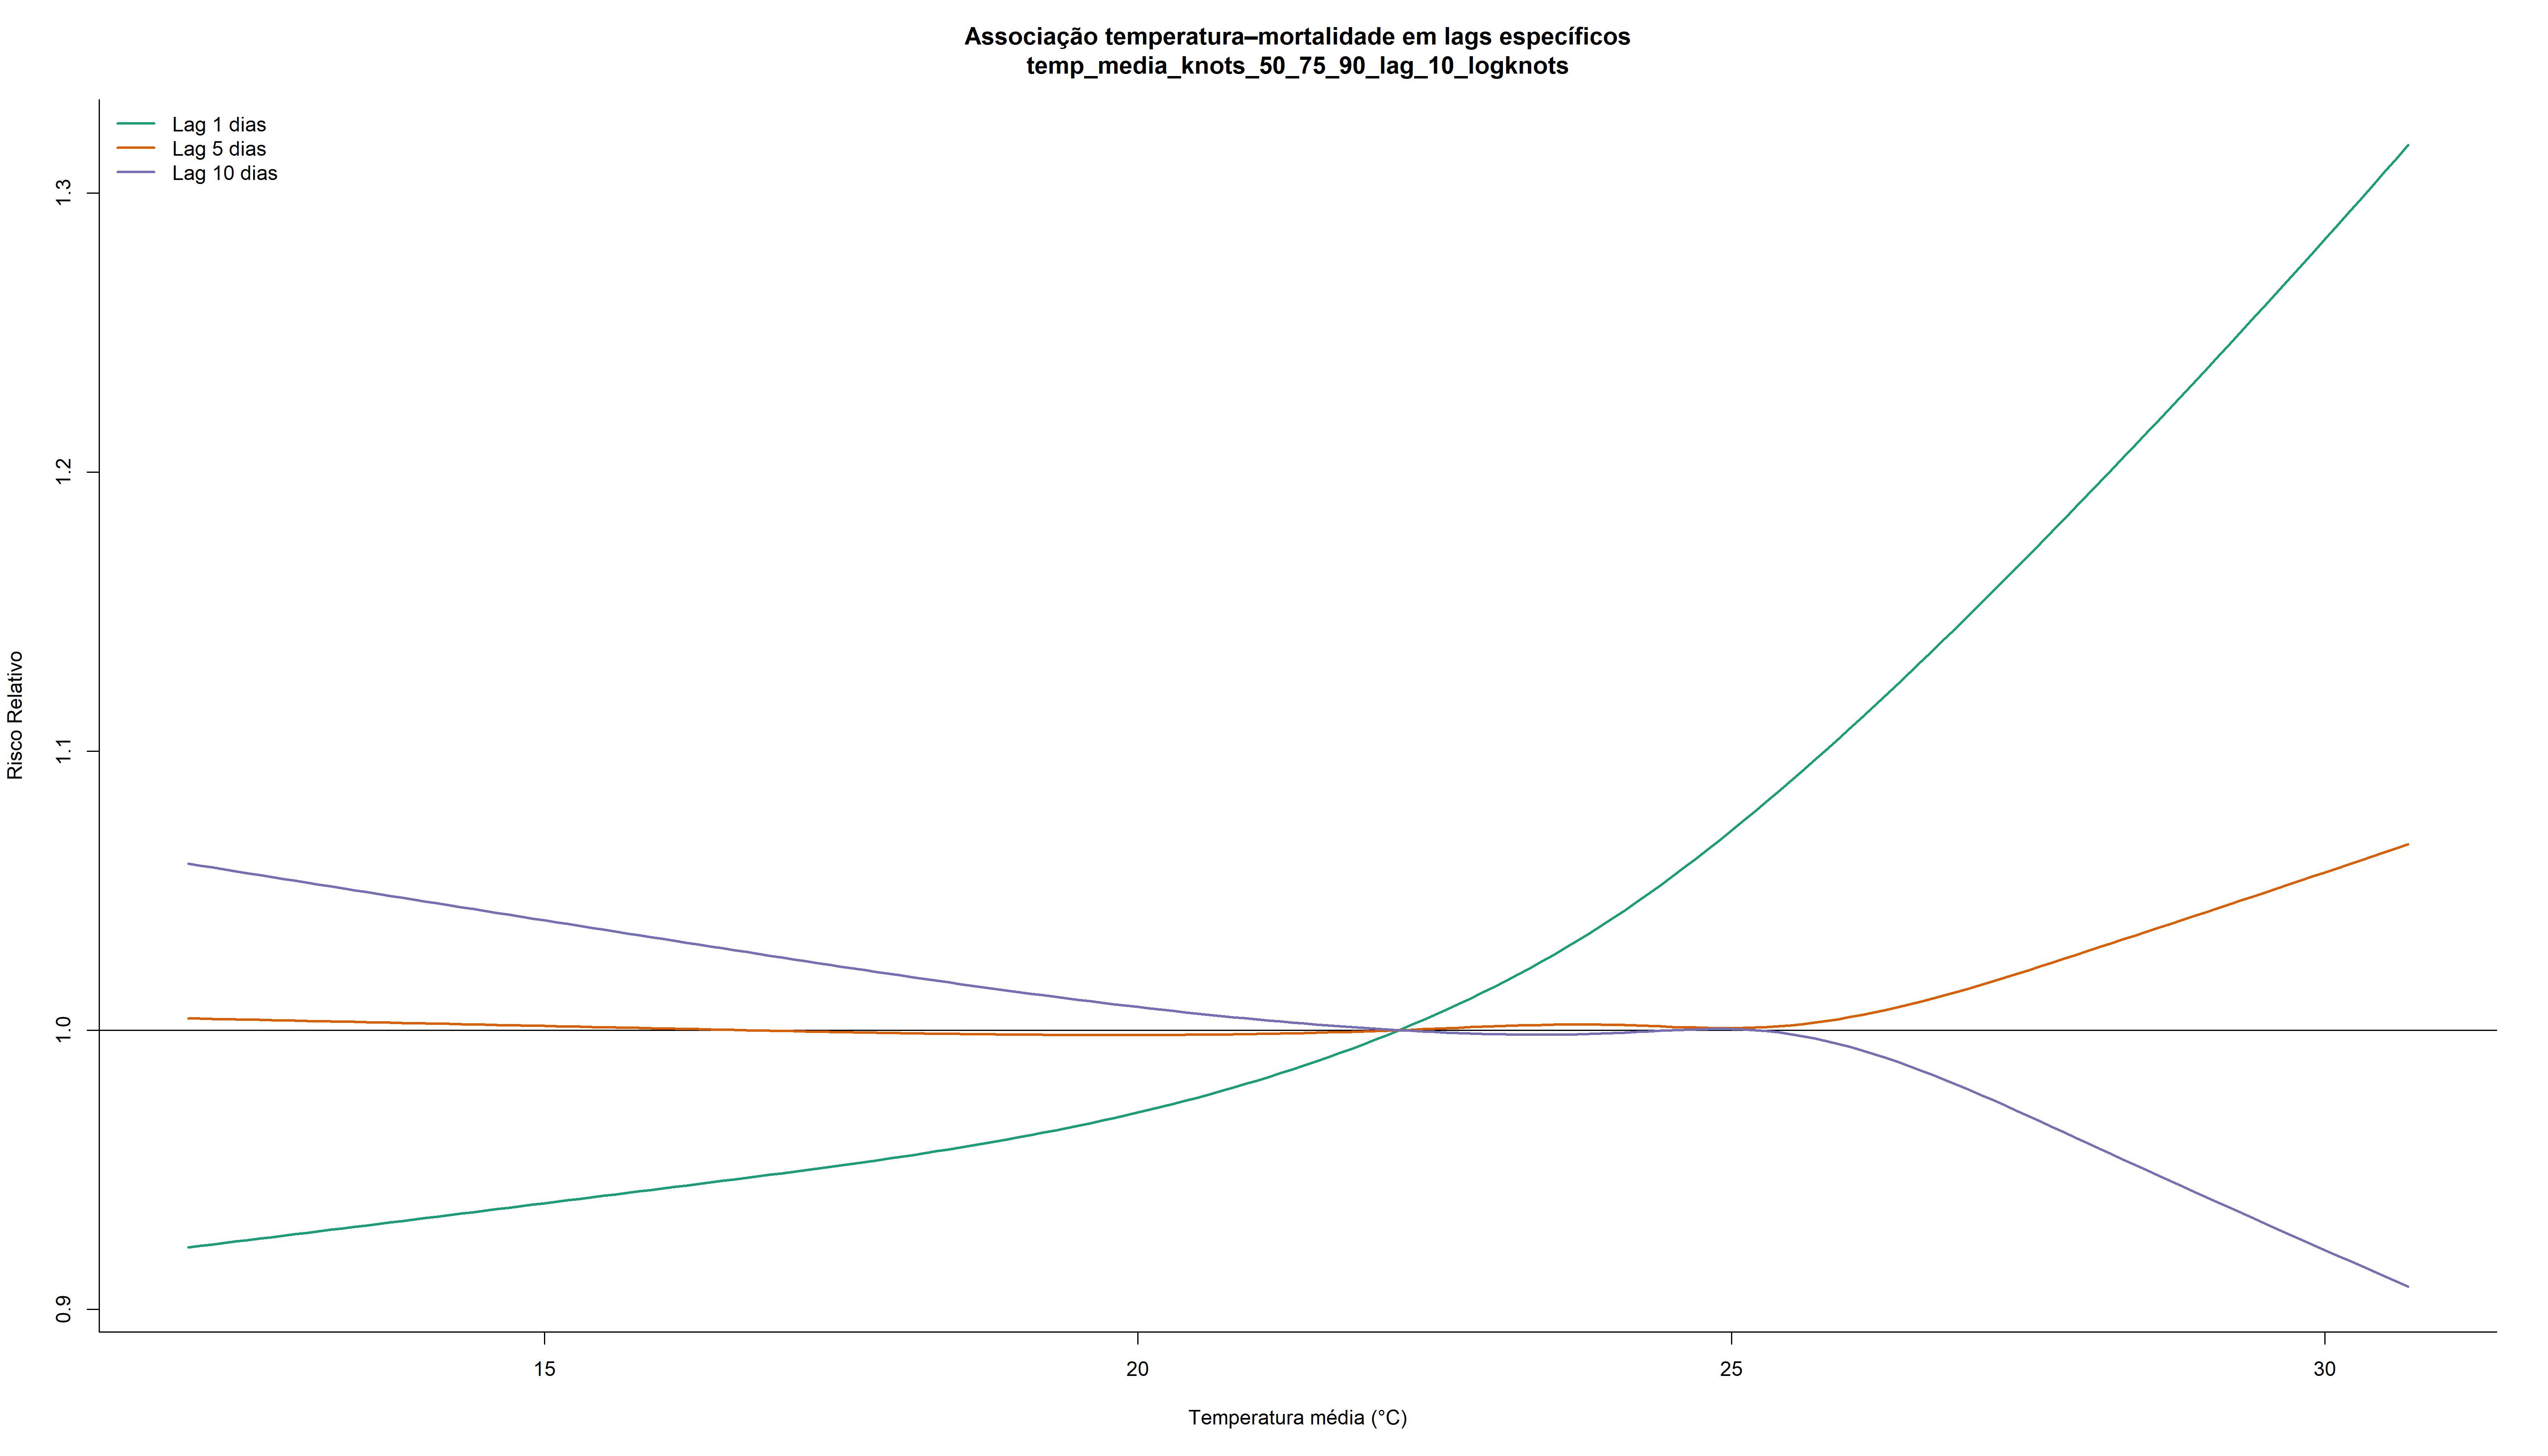 Associação temperatura–mortalidade em lags específicos
temp_media_knots_50_75_90_lag_10_logknots
Lag 1 dias
Lag 5 dias
Lag 10 dias
1.3
1.2
1.1
1.0
0.9
Risco Relativo
15 20 25 30
Temperatura média (°C)